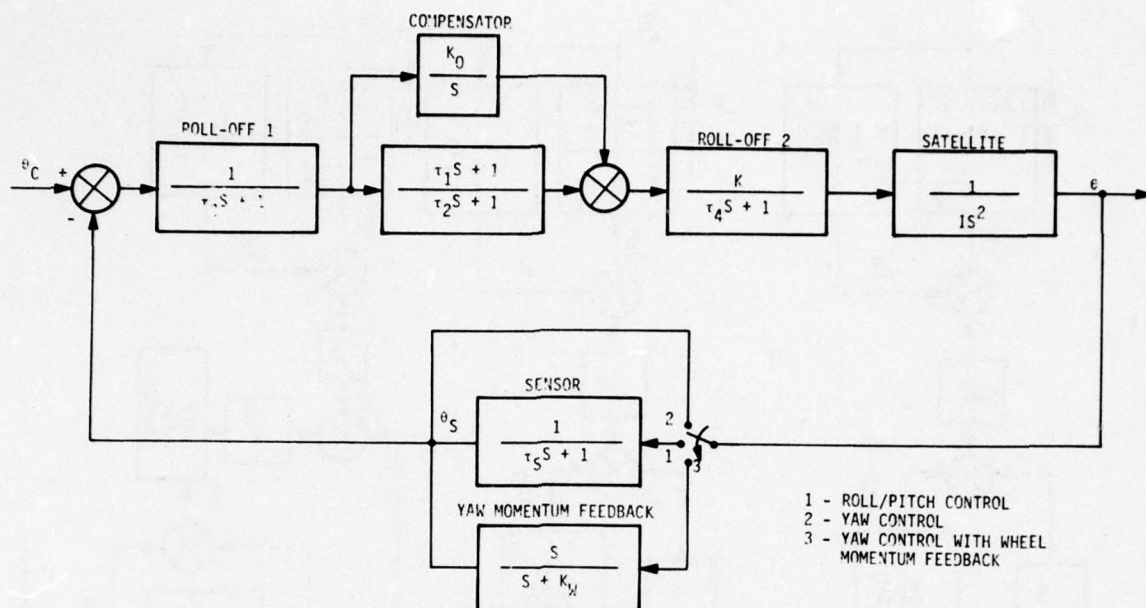 COMPENSATOR
K0
S
ROLL-OFF 1
1
S + 1
τ1S + 1
τ2S + 1
ROLL-OFF 2
K
τ4S + 1
SATELLITE
1
IS2
θC
+
-
θ
SENSOR
θS
1
τSS + 1
2
1
3
YAW MOMENTUM FEEDBACK
S
S + KW
1 - ROLL/PITCH CONTROL
2 - YAW CONTROL
3 - YAW CONTROL WITH WHEEL
MOMENTUM FEEDBACK